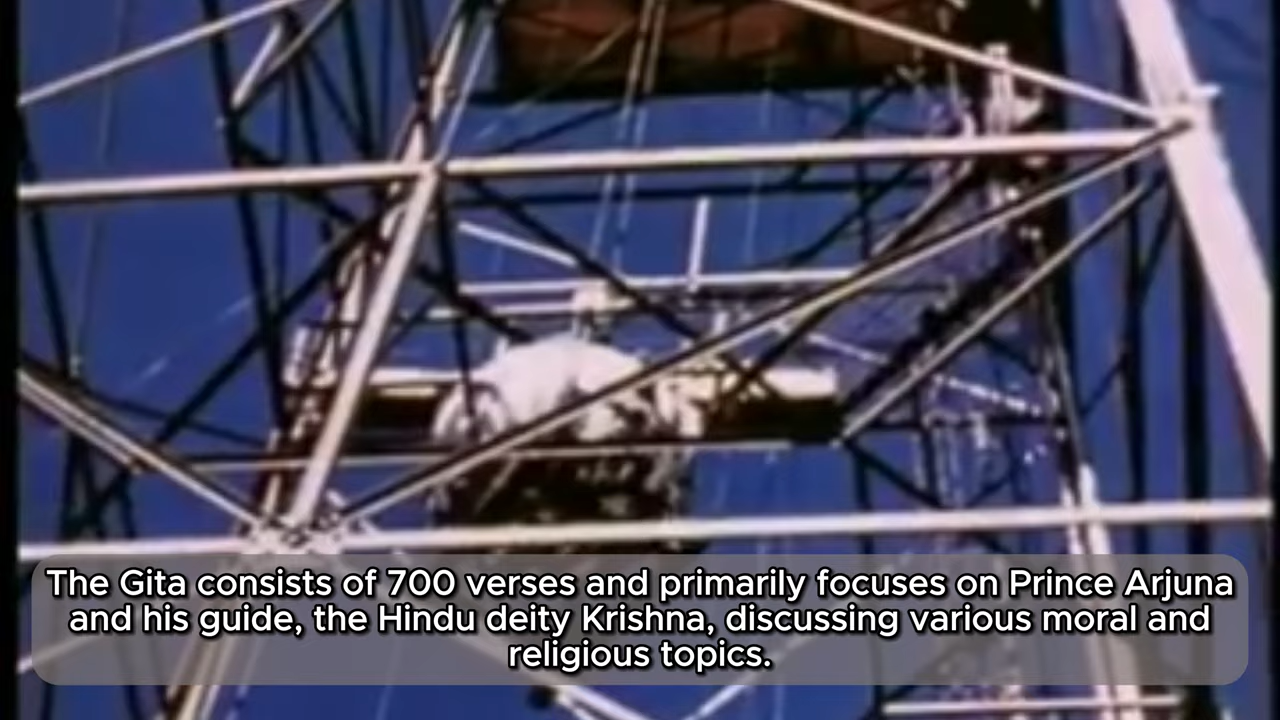 The Gita consists of 700 verses and primarily focuses on Prince Arjuna
and his guide, the Hindu deity Krishna, discussing various moral and
religious topics.